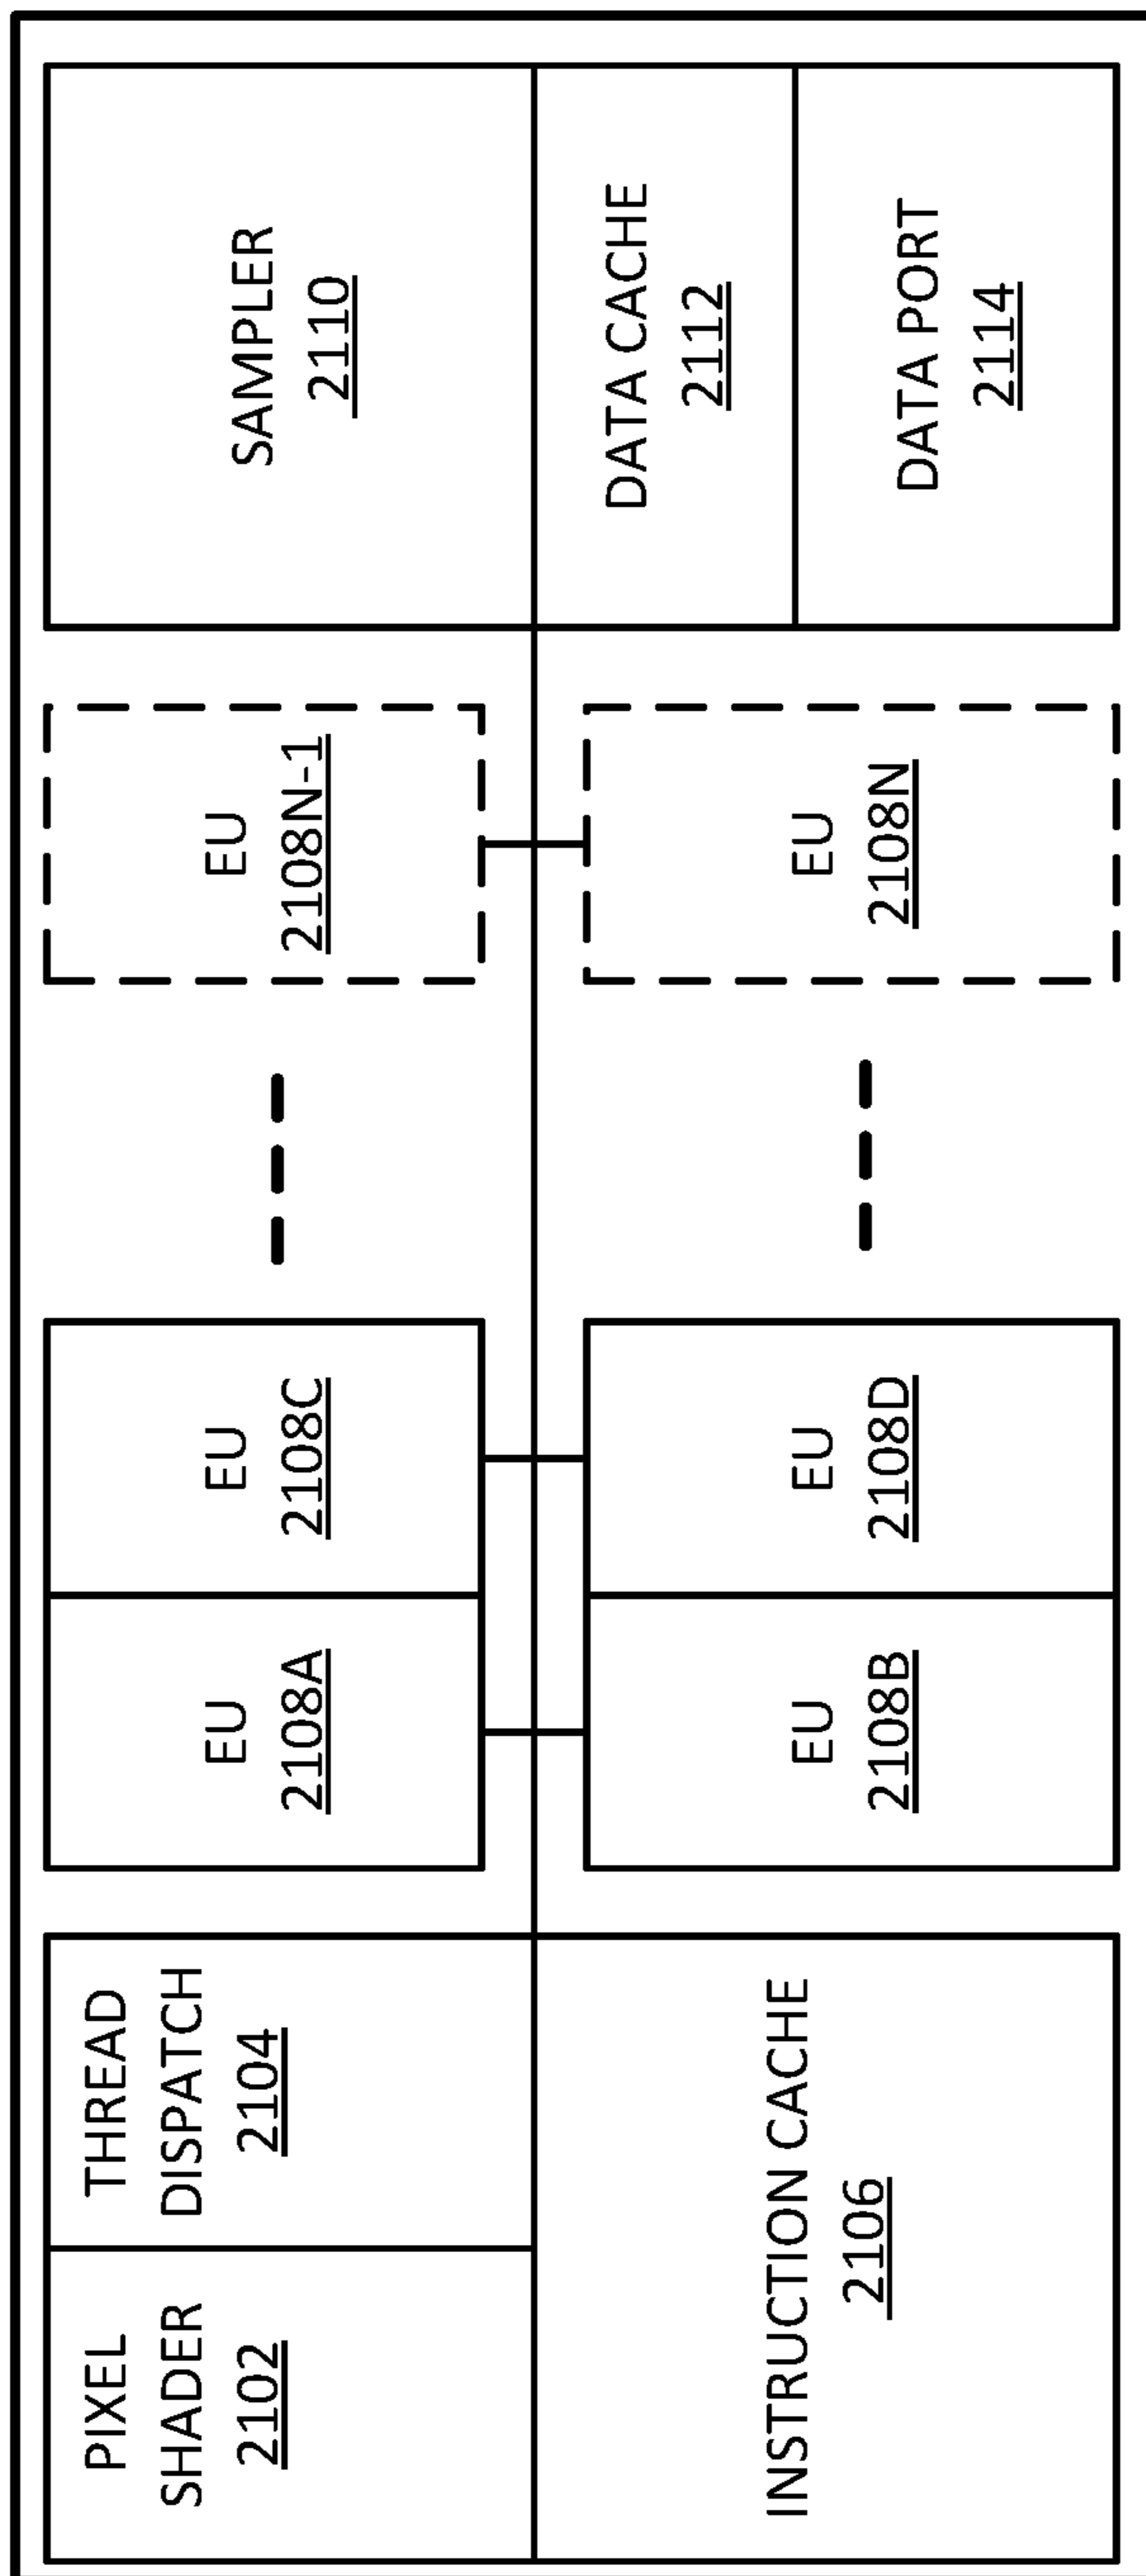 PIXEL
SHADER
2102
THREAD
DISPATCH
2104
INSTRUCTION CACHE
2106
EU
2108A
EU
2108C
EU
2108B
EU
2108D
EU
2108N-1
EU
2108N
SAMPLER
2110
DATA CACHE
2112
DATA PORT
2114